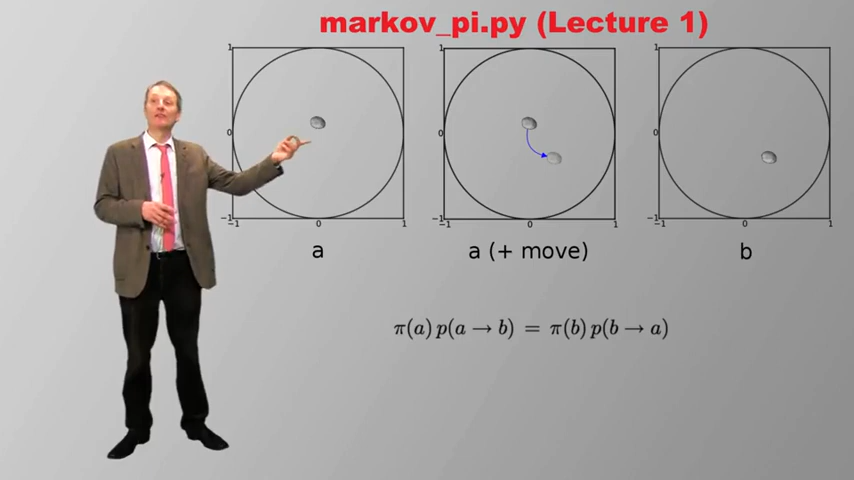 markov_pi.py (Lecture 1)
1 1 1
0 0 0
−1 −1 −1
−1 0 1 −1 0 1 −1 0 1
a a (+ move) b
π(a) p(a → b) = π(b) p(b → a)